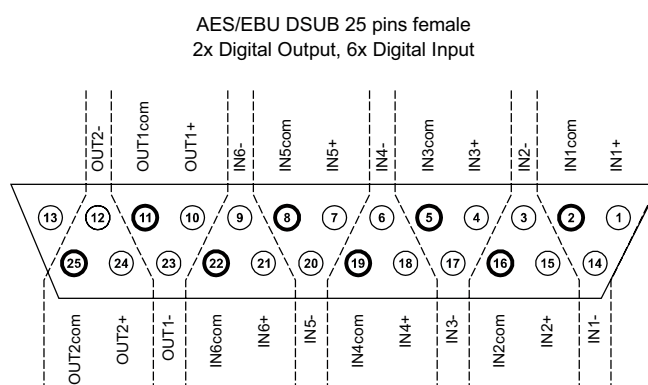 AES/EBU DSUB 25 pins female
2x Digital Output, 6x Digital Input
OUT2-
OUT1com
OUT1+
IN6-
IN5com
IN5+
IN4-
IN3com
IN3+
IN2-
IN1com
IN1+
13
12
11
10
9
8
7
6
5
4
3
2
1
25
24
23
22
21
20
19
18
17
16
15
14
OUT2com
OUT2+
OUT1-
IN6com
IN6+
IN5-
IN4com
IN4+
IN3-
IN2com
IN2+
IN1-